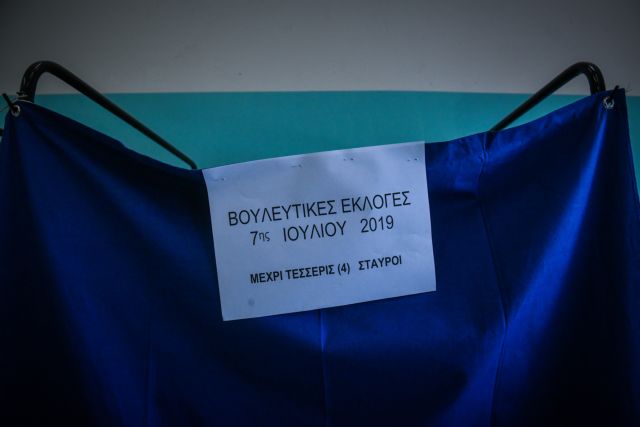 ΒΟΥΛΕΥΤΙΚΕΣ ΕΚΛΟΓΕΣ
7ης ΙΟΥΛΙΟΥ 2019
ΜΕΧΡΙ ΤΕΣΣΕΡΙΣ (4) ΣΤΑΥΡΟΙ